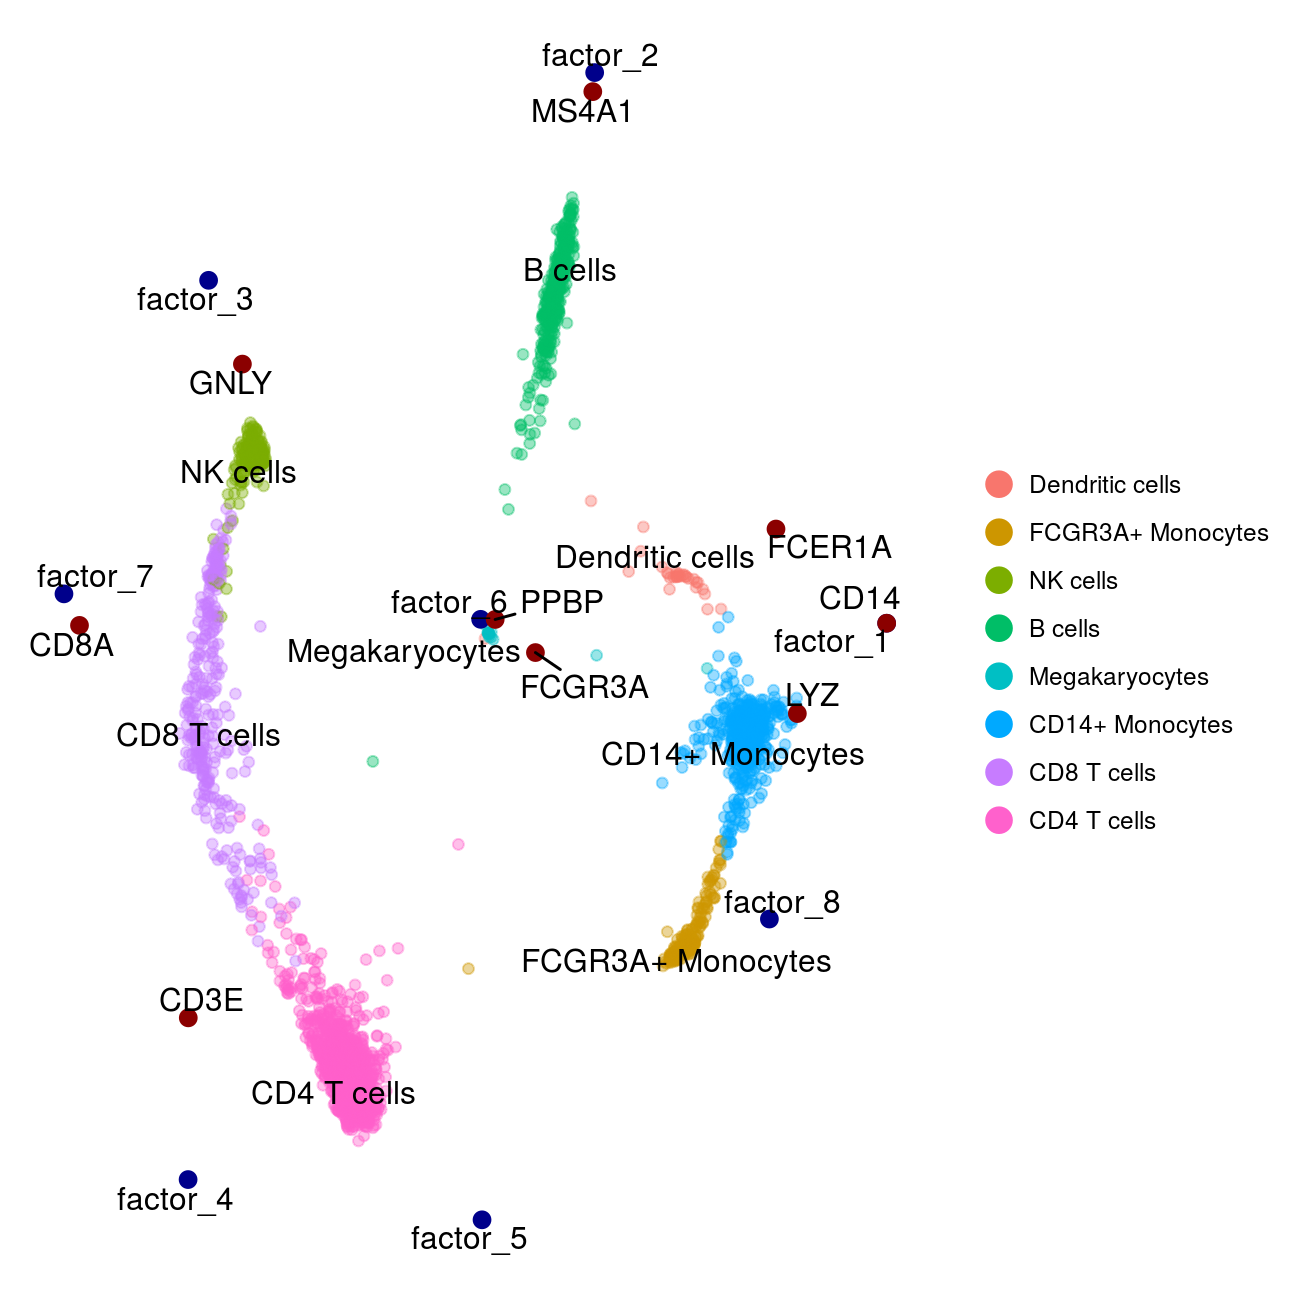 factor_2
MS4A1
B cells
factor_3
GNLY
NK cells
Dendritic cells
FCER1A
factor_7
factor_6
PPBP
CD14
CD8A
factor_1
Megakaryocytes
FCGR3A
LYZ
CD8 T cells
CD14+ Monocytes
factor_8
FCGR3A+ Monocytes
CD3E
CD4 T cells
factor_4
factor_5
Dendritic cells
FCGR3A+ Monocytes
NK cells
B cells
Megakaryocytes
CD14+ Monocytes
CD8 T cells
CD4 T cells